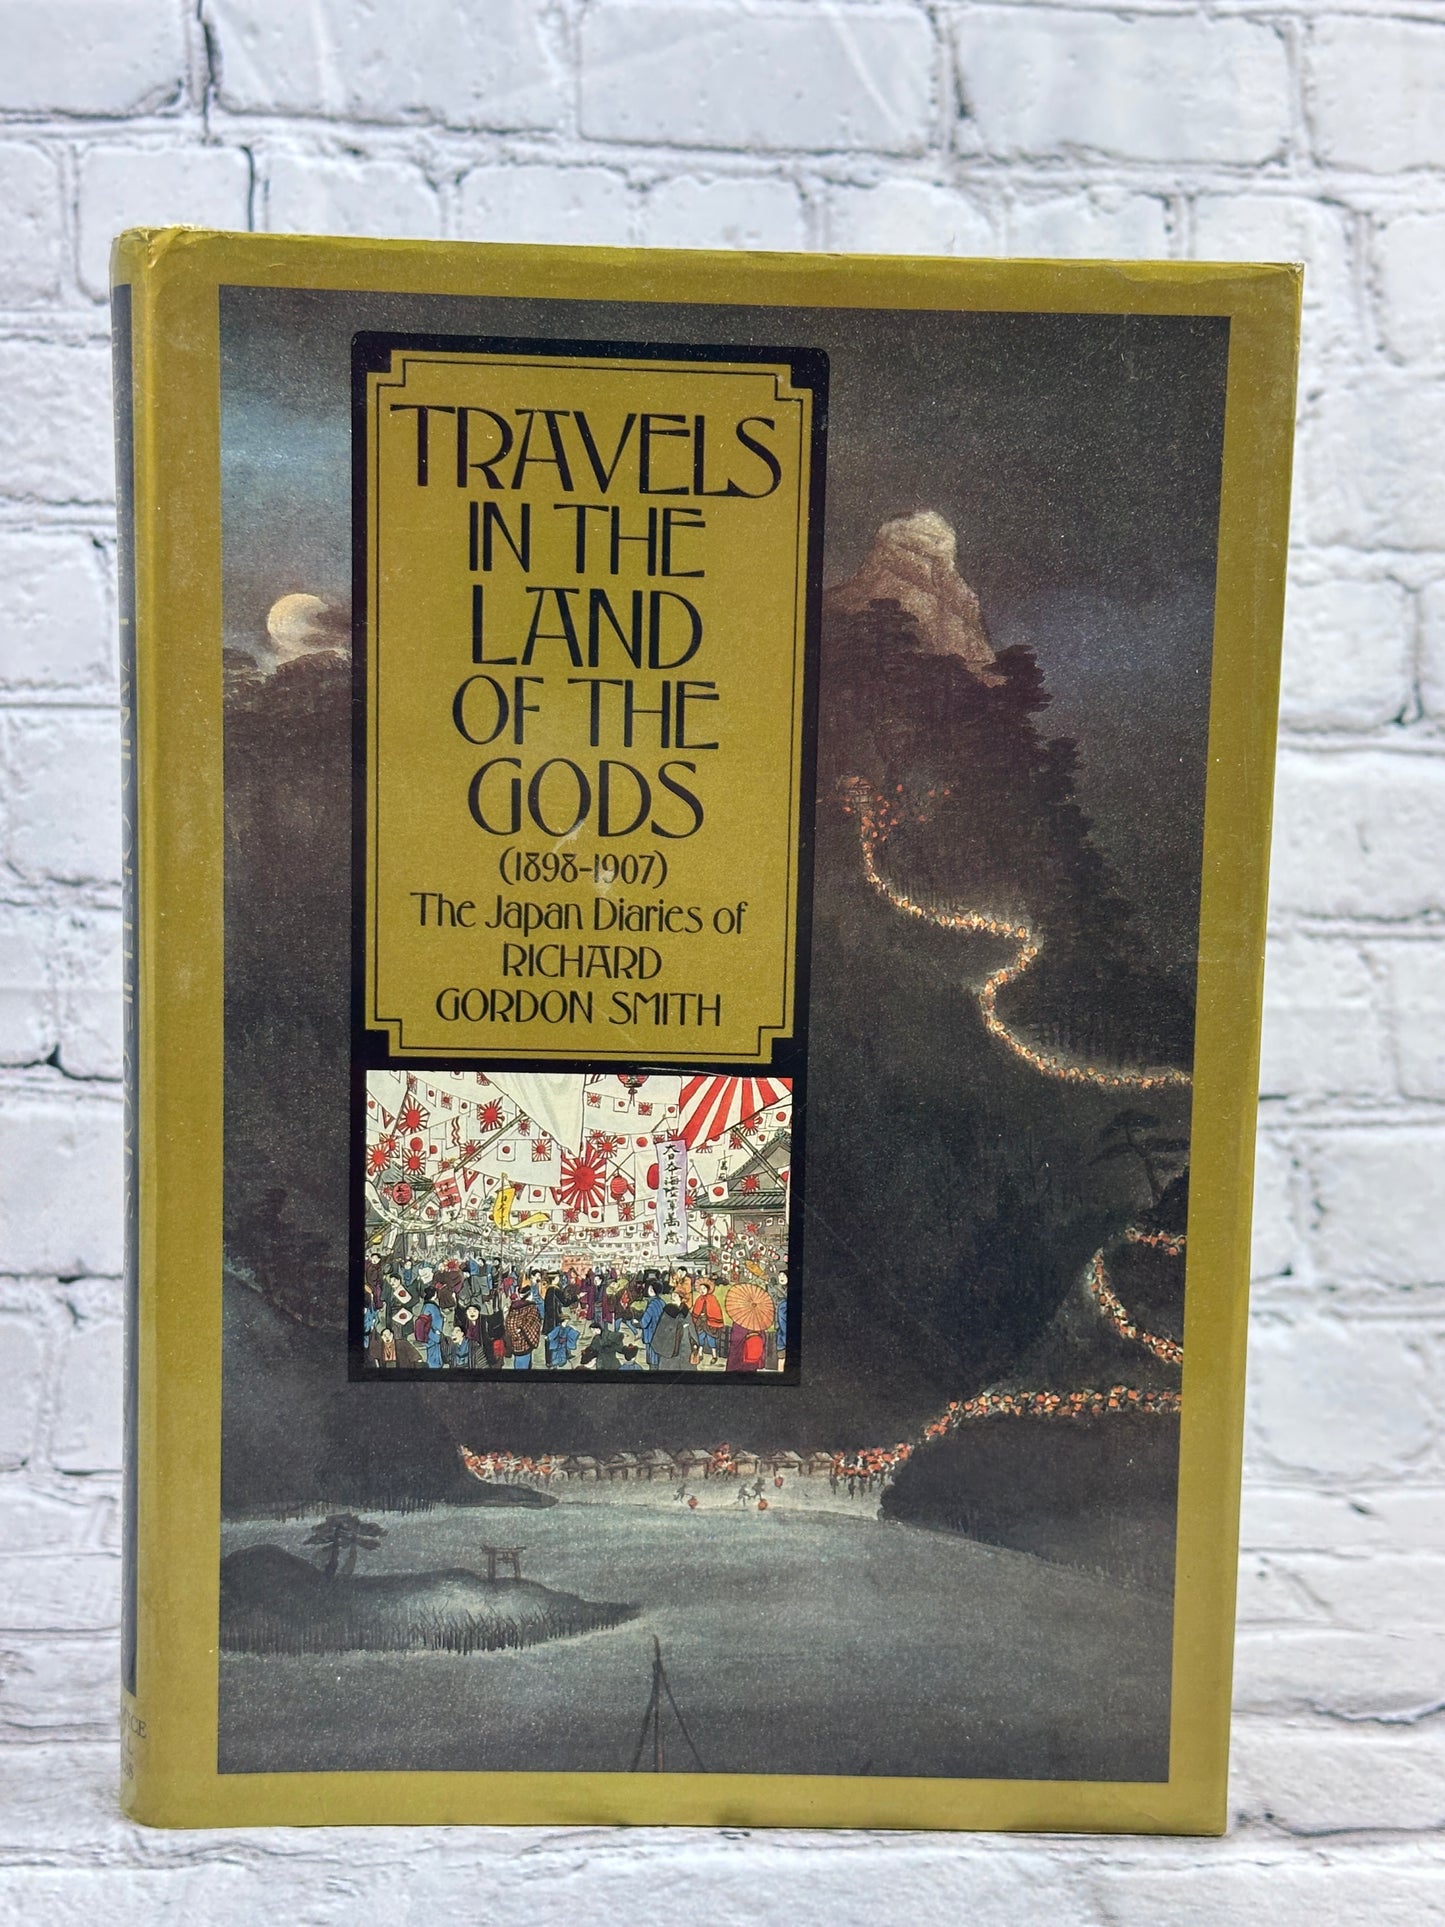 TRAVELS
IN THE
LAND
OF THE
GODS
(1898-1907)
The Japan Diaries of
RICHARD
GORDON SMITH